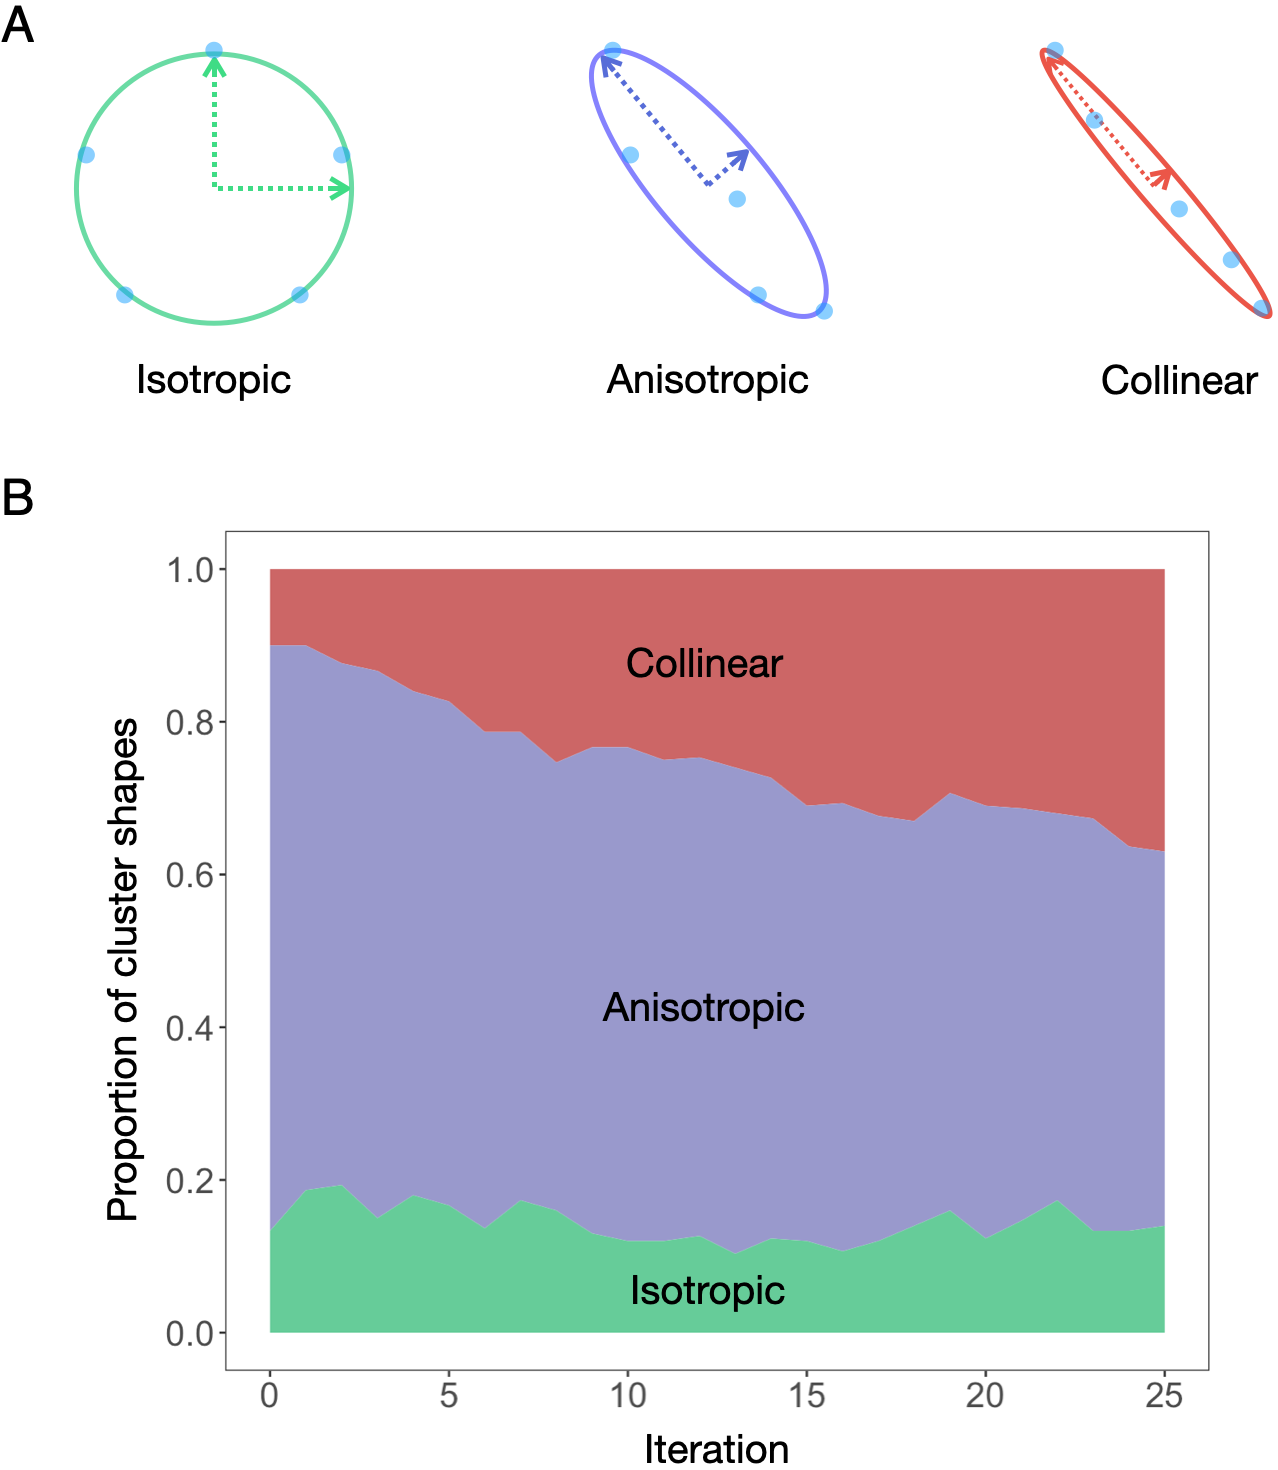 A
Isotropic
Anisotropic
Collinear
B
1.0
0.8
0.6
0.4
0.2
0.0
Proportion of cluster shapes
Collinear
Anisotropic
Isotropic
0 5 10 15 20 25
Iteration